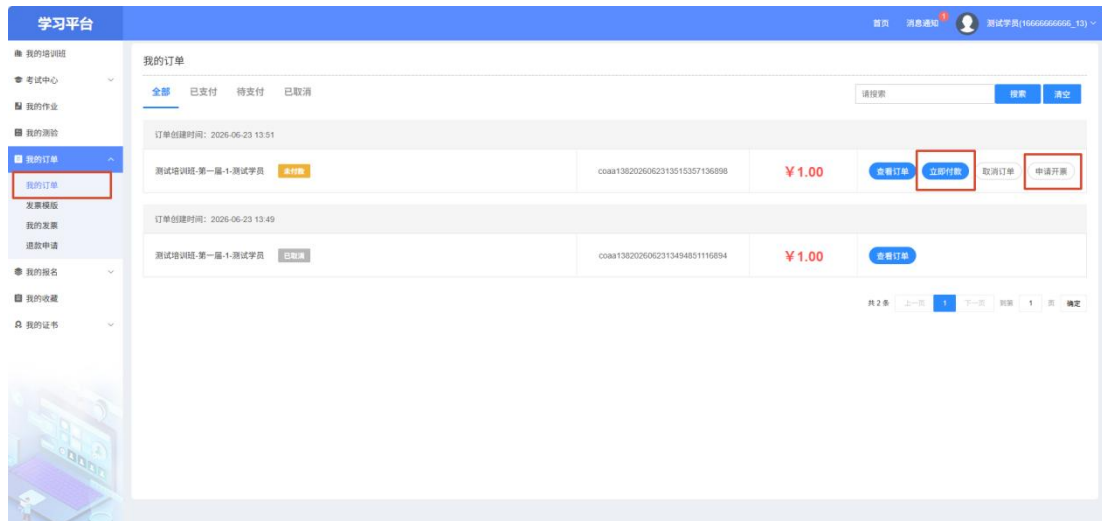 学习平台
首页 消息通知 1 测试学员(16666666666_13)
我的培训班
考试中心
我的作业
我的测验
我的订单
我的订单
发票模版
我的发票
退款申请
我的报名
我的收藏
我的证书
我的订单
全部 已支付 待支付 已取消 请搜索 搜索 清空
订单创建时间：2026-06-23 13:51
测试培训班-第一届-1-测试学员 未付款 coaa1382026062313515357136898 ￥1.00 查看订单 立即付款 取消订单 申请开票
订单创建时间：2026-06-23 13:49
测试培训班-第一届-1-测试学员 已取消 coaa1382026062313494851116894 ￥1.00 查看订单
共 2 条 上一页 1 下一页 到第 1 页 确定